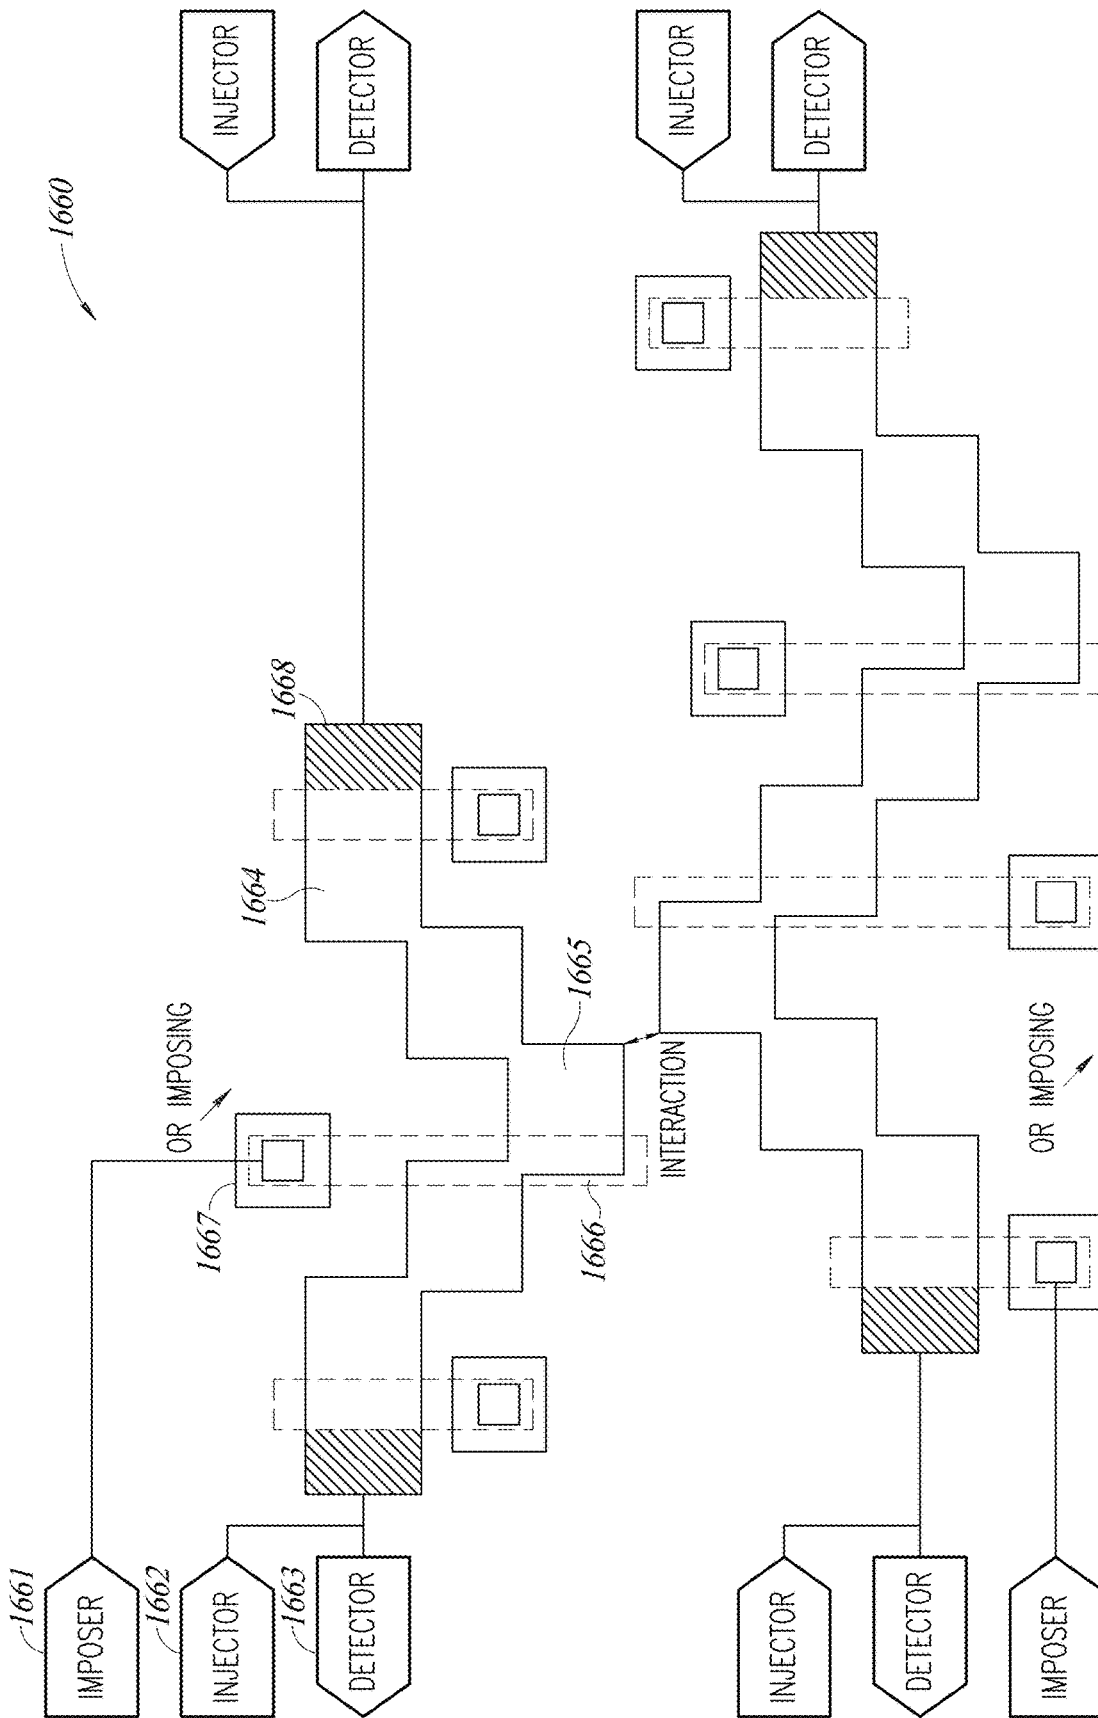 1661
1660
IMPOSER
1662
OR IMPOSING
1667
INJECTOR
INJECTOR
1664
1668
1663
DETECTOR
DETECTOR
1665
1666
INTERACTION
INJECTOR
INJECTOR
DETECTOR
DETECTOR
OR IMPOSING
IMPOSER